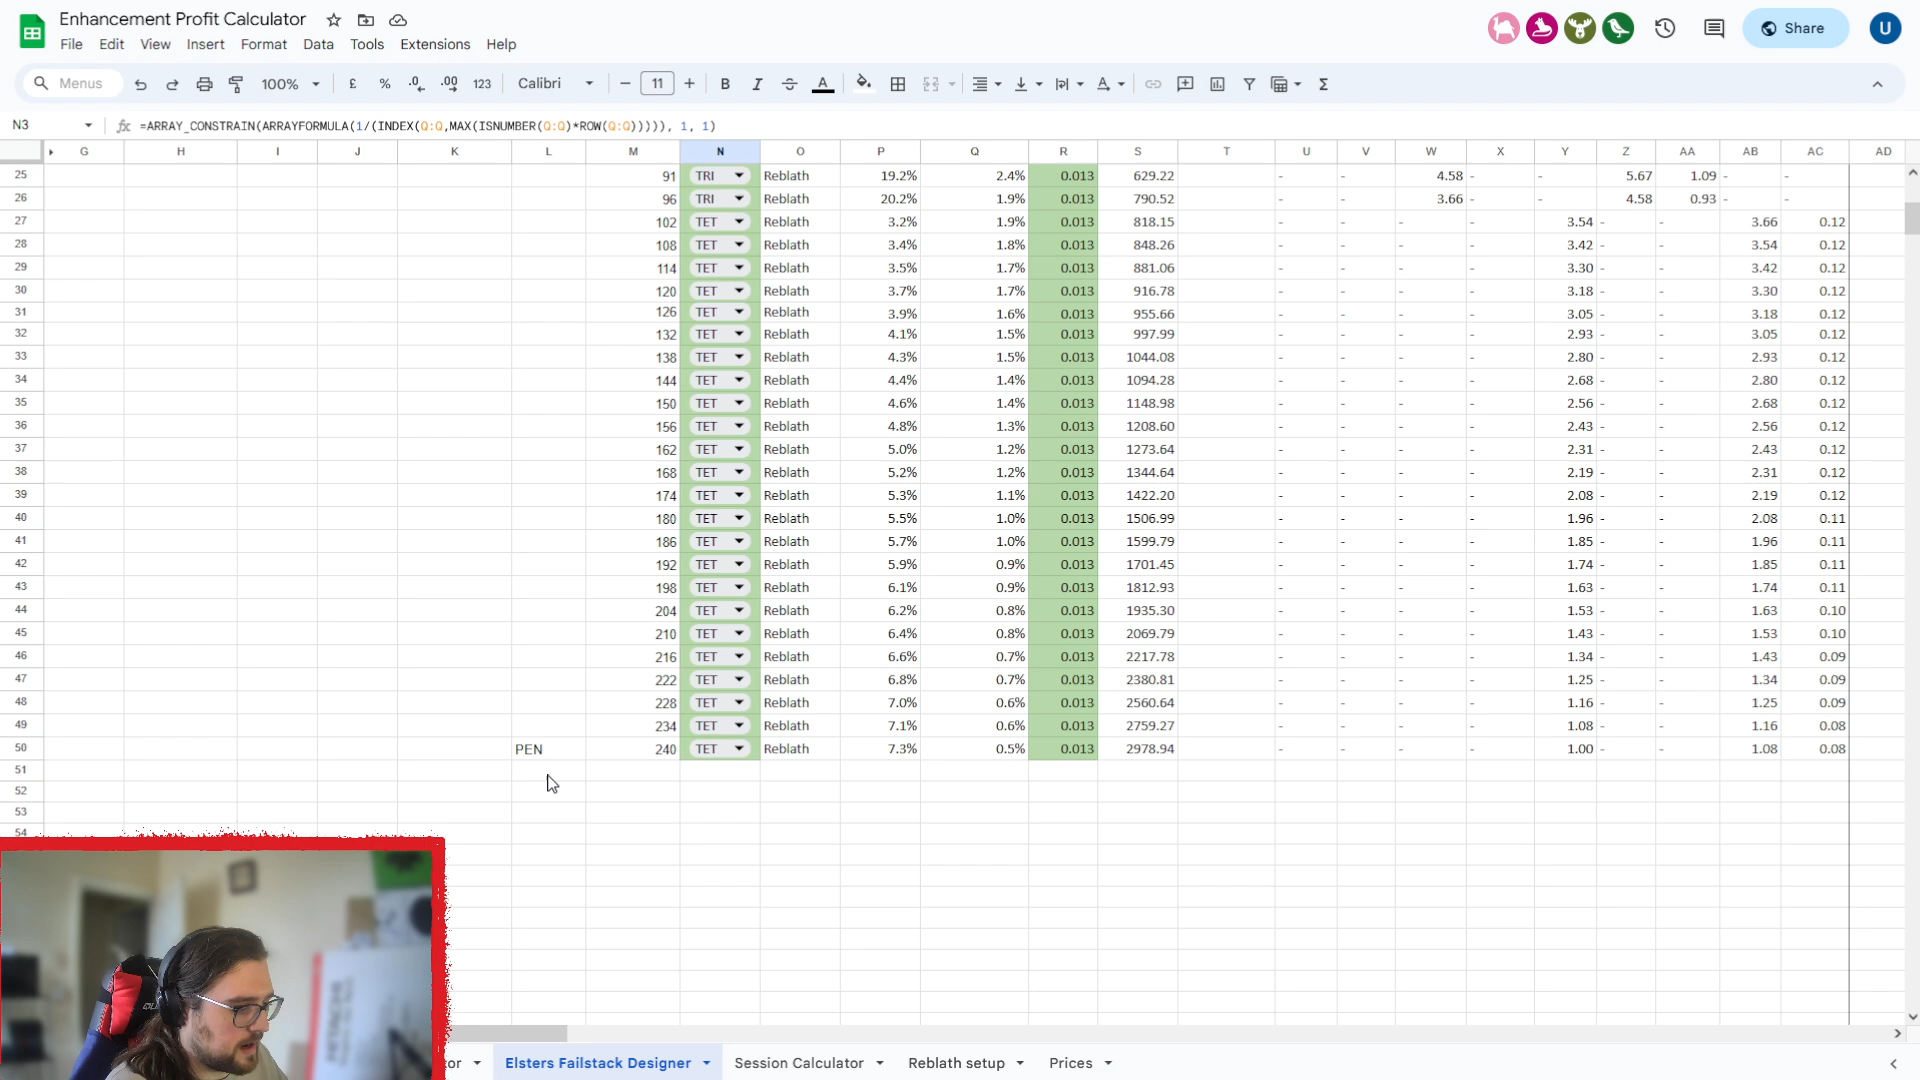 Enhancement Profit Calculator
File Edit View Insert Format Data Tools Extensions Help
Share
U
Menus 100% £ % .0 .00 123 Calibri 11 B I A Σ
N3 fx =ARRAY_CONSTRAIN(ARRAYFORMULA(1/(INDEX(Q:Q,MAX(ISNUMBER(Q:Q)*ROW(Q:Q))))), 1, 1)
G H I J K L M N O P Q R S T U V W X Y Z AA AB AC AD
25 91 TRI Reblath 19.2% 2.4% 0.013 629.22 - - 4.58 - - 5.67 1.09 - -
26 96 TRI Reblath 20.2% 1.9% 0.013 790.52 - - 3.66 - - 4.58 0.93 - -
27 102 TET Reblath 3.2% 1.9% 0.013 818.15 - - - - 3.54 - - 3.66 0.12
28 108 TET Reblath 3.4% 1.8% 0.013 848.26 - - - - 3.42 - - 3.54 0.12
29 114 TET Reblath 3.5% 1.7% 0.013 881.06 - - - - 3.30 - - 3.42 0.12
30 120 TET Reblath 3.7% 1.7% 0.013 916.78 - - - - 3.18 - - 3.30 0.12
31 126 TET Reblath 3.9% 1.6% 0.013 955.66 - - - - 3.05 - - 3.18 0.12
32 132 TET Reblath 4.1% 1.5% 0.013 997.99 - - - - 2.93 - - 3.05 0.12
33 138 TET Reblath 4.3% 1.5% 0.013 1044.08 - - - - 2.80 - - 2.93 0.12
34 144 TET Reblath 4.4% 1.4% 0.013 1094.28 - - - - 2.68 - - 2.80 0.12
35 150 TET Reblath 4.6% 1.4% 0.013 1148.98 - - - - 2.56 - - 2.68 0.12
36 156 TET Reblath 4.8% 1.3% 0.013 1208.60 - - - - 2.43 - - 2.56 0.12
37 162 TET Reblath 5.0% 1.2% 0.013 1273.64 - - - - 2.31 - - 2.43 0.12
38 168 TET Reblath 5.2% 1.2% 0.013 1344.64 - - - - 2.19 - - 2.31 0.12
39 174 TET Reblath 5.3% 1.1% 0.013 1422.20 - - - - 2.08 - - 2.19 0.12
40 180 TET Reblath 5.5% 1.0% 0.013 1506.99 - - - - 1.96 - - 2.08 0.11
41 186 TET Reblath 5.7% 1.0% 0.013 1599.79 - - - - 1.85 - - 1.96 0.11
42 192 TET Reblath 5.9% 0.9% 0.013 1701.45 - - - - 1.74 - - 1.85 0.11
43 198 TET Reblath 6.1% 0.9% 0.013 1812.93 - - - - 1.63 - - 1.74 0.11
44 204 TET Reblath 6.2% 0.8% 0.013 1935.30 - - - - 1.53 - - 1.63 0.10
45 210 TET Reblath 6.4% 0.8% 0.013 2069.79 - - - - 1.43 - - 1.53 0.10
46 216 TET Reblath 6.6% 0.7% 0.013 2217.78 - - - - 1.34 - - 1.43 0.09
47 222 TET Reblath 6.8% 0.7% 0.013 2380.81 - - - - 1.25 - - 1.34 0.09
48 228 TET Reblath 7.0% 0.6% 0.013 2560.64 - - - - 1.16 - - 1.25 0.09
49 234 TET Reblath 7.1% 0.6% 0.013 2759.27 - - - - 1.08 - - 1.16 0.08
50 PEN 240 TET Reblath 7.3% 0.5% 0.013 2978.94 - - - - 1.00 - - 1.08 0.08
51
52
53
54
or Elsters Failstack Designer Session Calculator Reblath setup Prices